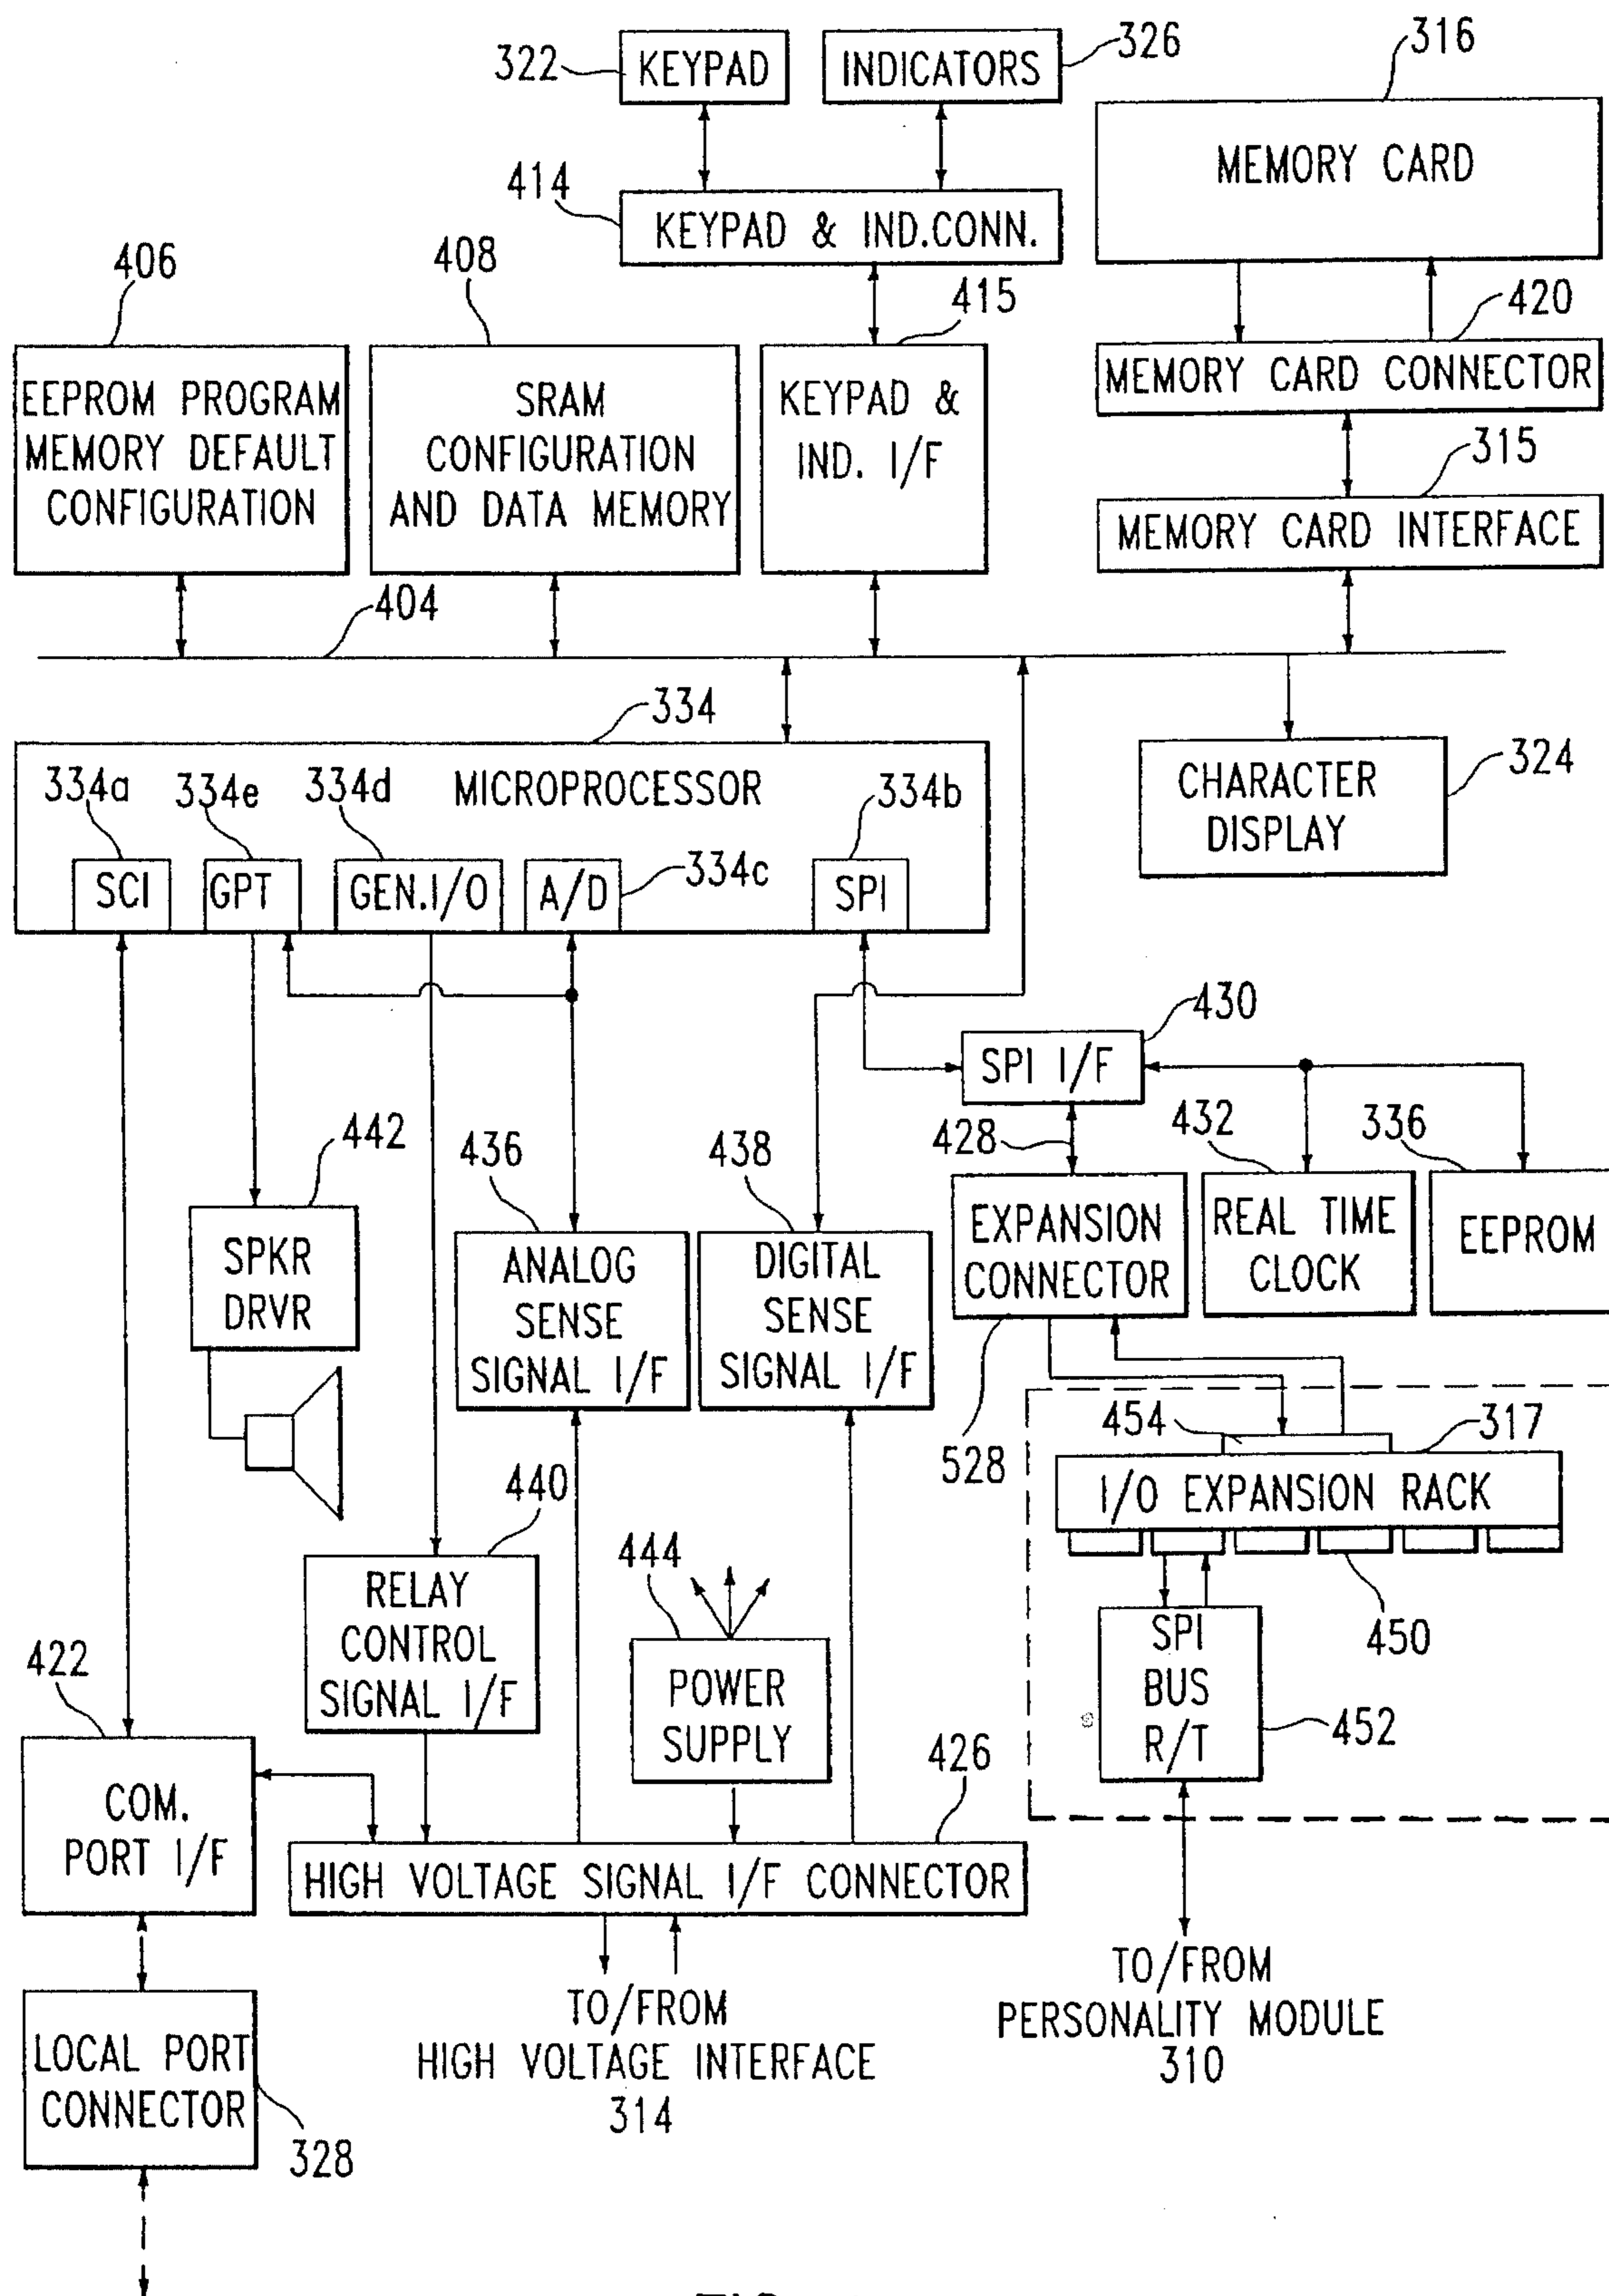 322
KEYPAD
INDICATORS
326
316
MEMORY CARD
414
KEYPAD & IND.CONN.
406
408
415
420
EEPROM PROGRAM
MEMORY DEFAULT
CONFIGURATION
SRAM
CONFIGURATION
AND DATA MEMORY
KEYPAD &
IND. I/F
MEMORY CARD CONNECTOR
315
MEMORY CARD INTERFACE
404
334
MICROPROCESSOR
334a
334e
334d
334b
SCI
GPT
GEN.I/O
A/D
334c
SPI
CHARACTER
DISPLAY
324
430
SPI I/F
442
436
438
428
432
336
SPKR
DRVR
ANALOG
SENSE
SIGNAL I/F
DIGITAL
SENSE
SIGNAL I/F
EXPANSION
CONNECTOR
REAL TIME
CLOCK
EEPROM
528
454
317
I/O EXPANSION RACK
440
444
450
RELAY
CONTROL
SIGNAL I/F
POWER
SUPPLY
SPI
BUS
R/T
452
422
426
COM.
PORT I/F
HIGH VOLTAGE SIGNAL I/F CONNECTOR
TO/FROM
HIGH VOLTAGE INTERFACE
314
TO/FROM
PERSONALITY MODULE
310
LOCAL PORT
CONNECTOR
328